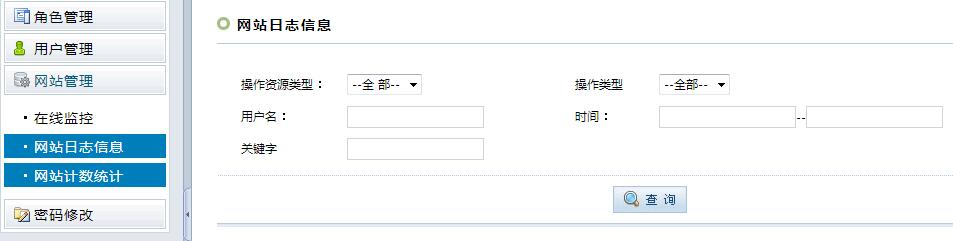 角色管理
用户管理
网站管理
在线监控
网站日志信息
网站计数统计
密码修改
网站日志信息
操作资源类型： --全 部-- 操作类型 --全部--
用户名： 时间： --
关键字
查 询